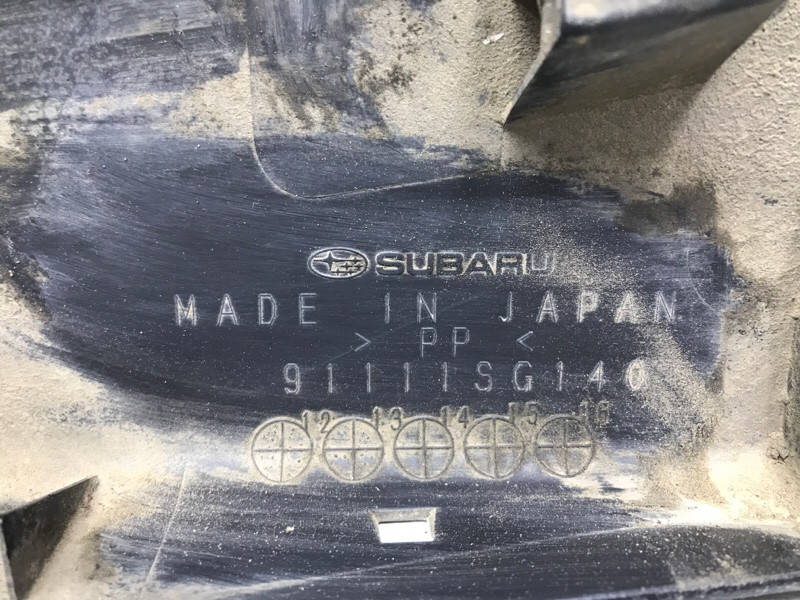 SUBARU
MADE IN JAPAN
> PP <
91111SG140
12 13 14 15 16